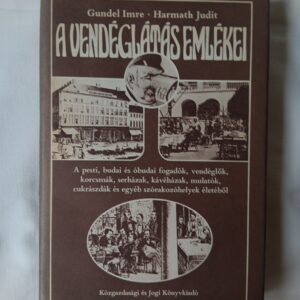 Gundel Imre · Harmath Judit
A VENDÉGLÁTÁS EMLÉKEI
A pesti, budai és óbudai fogadók, vendéglők,
korcsmák, serházak, kávéházak, mulatók,
cukrászdák és egyéb szórakozóhelyek életéből
Közgazdasági és Jogi Könyvkiadó